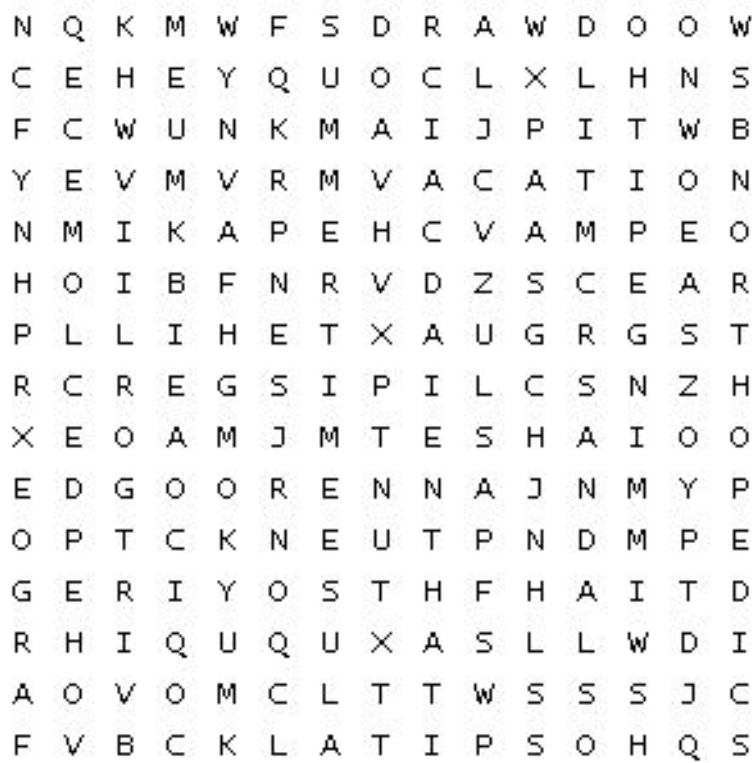 N Q K M W F S D R A W D O O W
C E H E Y Q U O C L X L H N S
F C W U N K M A I J P I T W B
Y E V M V R M V A C A T I O N
N M I K A P E H C V A M P E O
H O I B F N R V D Z S C E A R
P L L I H E T X A U G R G S T
R C R E G S I P I L C S N Z H
X E O A M J M T E S H A I O O
E D G O O R E N N A J N M Y P
O P T C K N E U T P N D M P E
G E R I Y O S T H F H A I T D
R H I Q U Q U X A S L L W D I
A O V O M C L T T W S S S J C
F V B C K L A T I P S O H Q S